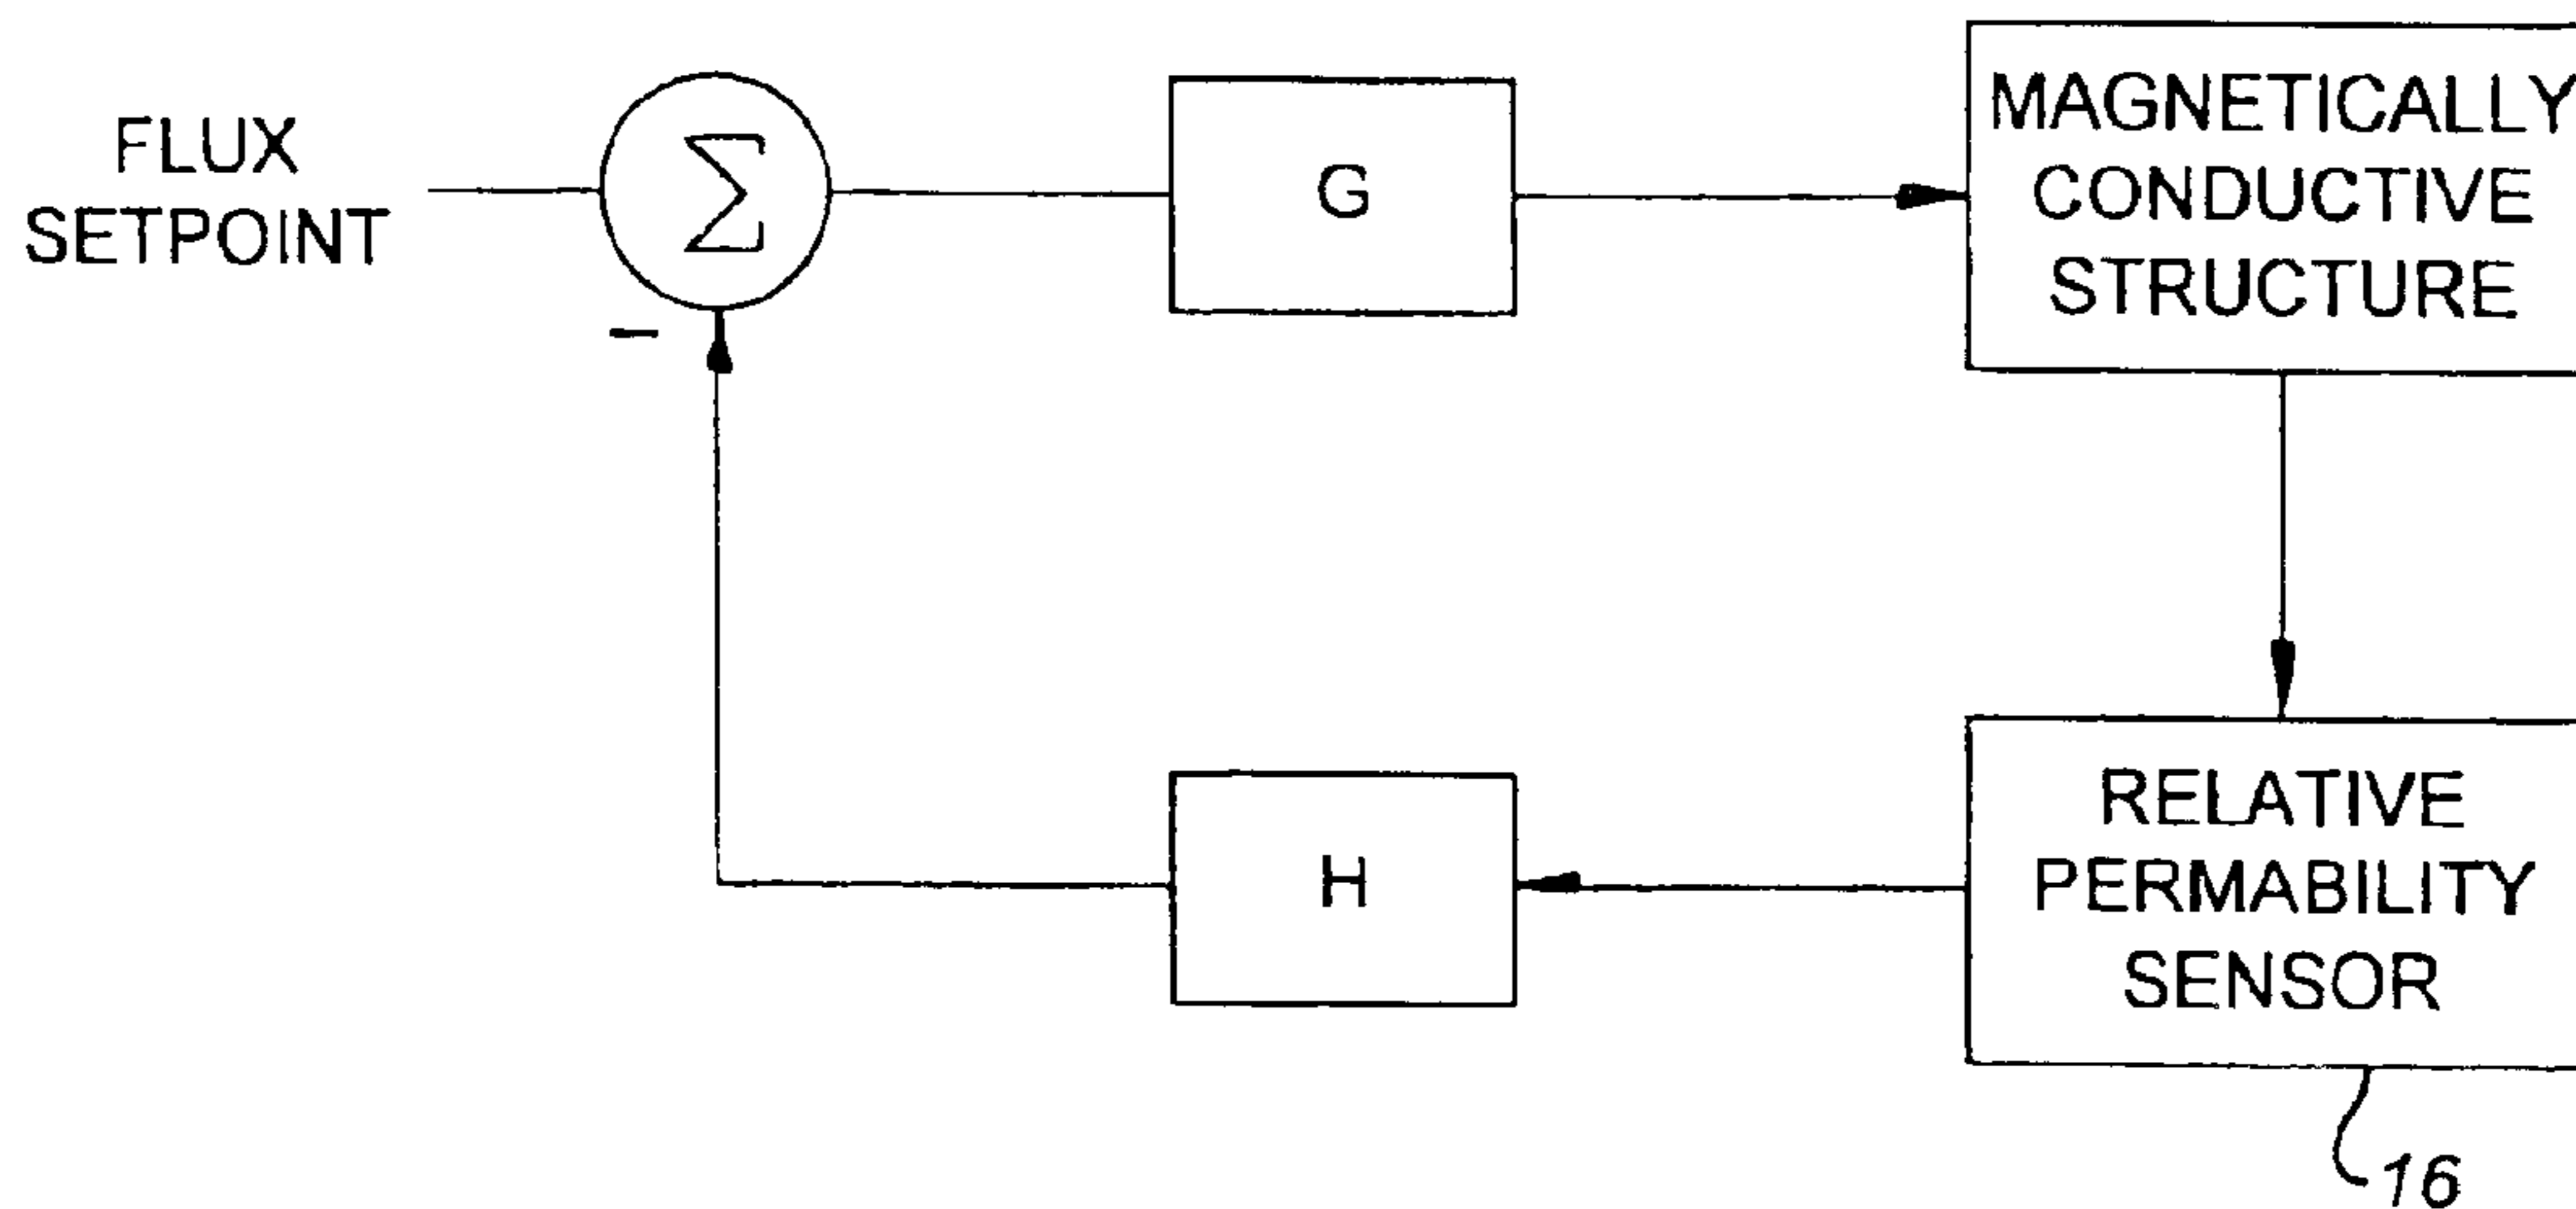 FLUX
SETPOINT
Σ
−
G
MAGNETICALLY
CONDUCTIVE
STRUCTURE
H
RELATIVE
PERMABILITY
SENSOR
16